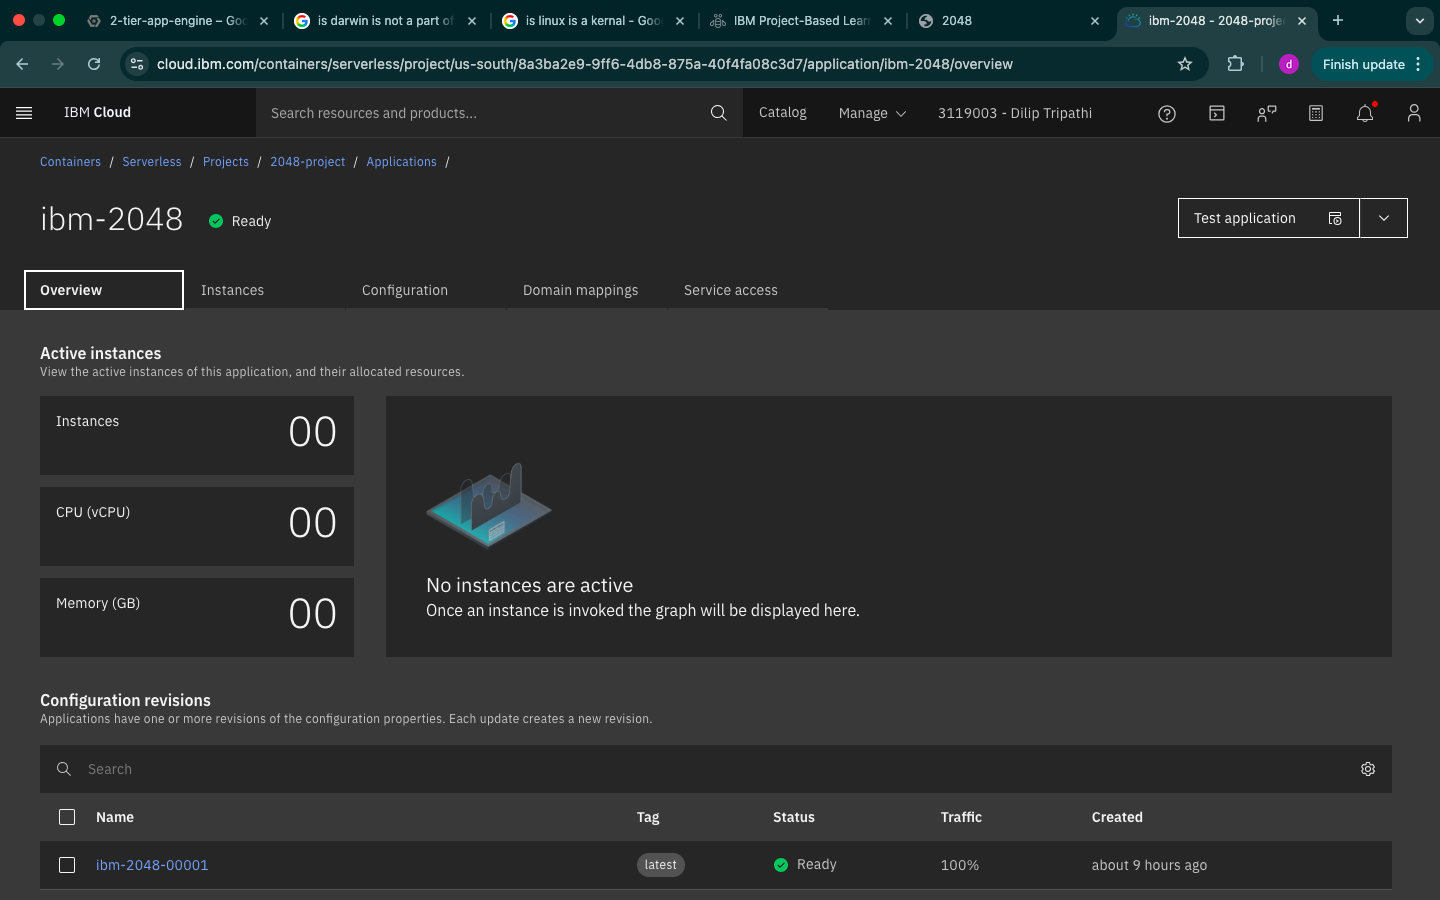 2-tier-app-engine – Goo
is darwin is not a part of
is linux is a kernal - Goo
IBM Project-Based Lear
2048
ibm-2048 - 2048-proje
cloud.ibm.com/containers/serverless/project/us-south/8a3ba2e9-9ff6-4db8-875a-40f4fa08c3d7/application/ibm-2048/overview
d
Finish update
IBM Cloud
Search resources and products...
Catalog
Manage
3119003 - Dilip Tripathi
Containers / Serverless / Projects / 2048-project / Applications /
ibm-2048
Ready
Test application
Overview
Instances
Configuration
Domain mappings
Service access
Active instances
View the active instances of this application, and their allocated resources.
Instances
00
CPU (vCPU)
00
Memory (GB)
00
No instances are active
Once an instance is invoked the graph will be displayed here.
Configuration revisions
Applications have one or more revisions of the configuration properties. Each update creates a new revision.
Search
Name Tag Status Traffic Created
ibm-2048-00001 latest Ready 100% about 9 hours ago